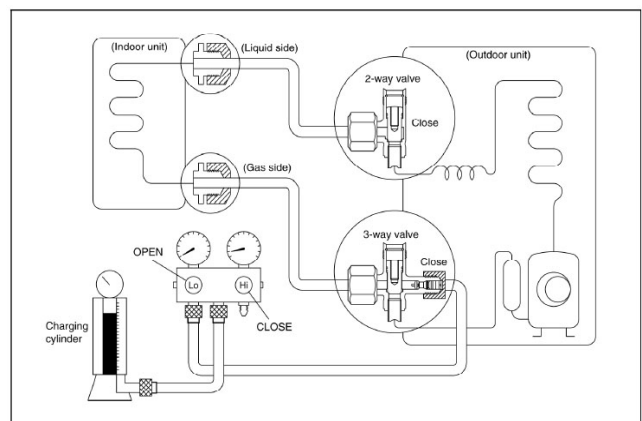 (Indoor unit)
(Liquid side)
(Outdoor unit)
2-way valve
Close
(Gas side)
3-way valve
Close
OPEN
Lo
Hi
CLOSE
Charging
cylinder